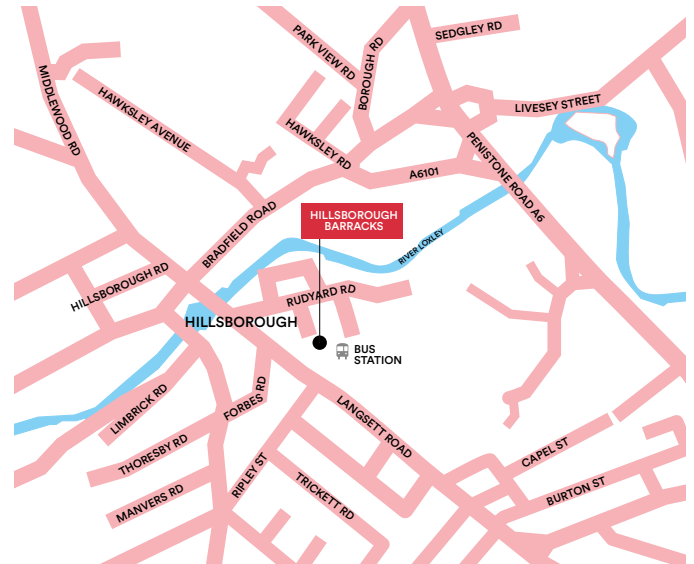 SEDGLEY RD
PARK VIEW RD
BOROUGH RD
MIDDLEWOOD RD
HAWKSLEY AVENUE
LIVESEY STREET
HAWKSLEY RD
PENISTONE ROAD A6
A6101
BRADFIELD ROAD
HILLSBOROUGH
BARRACKS
RIVER LOXLEY
HILLSBOROUGH RD
RUDYARD RD
HILLSBOROUGH
BUS
STATION
LIMBRICK RD
FORBES RD
LANGSETT ROAD
THORESBY RD
CAPEL ST
RIPLEY ST
MANVERS RD
TRICKETT RD
BURTON ST